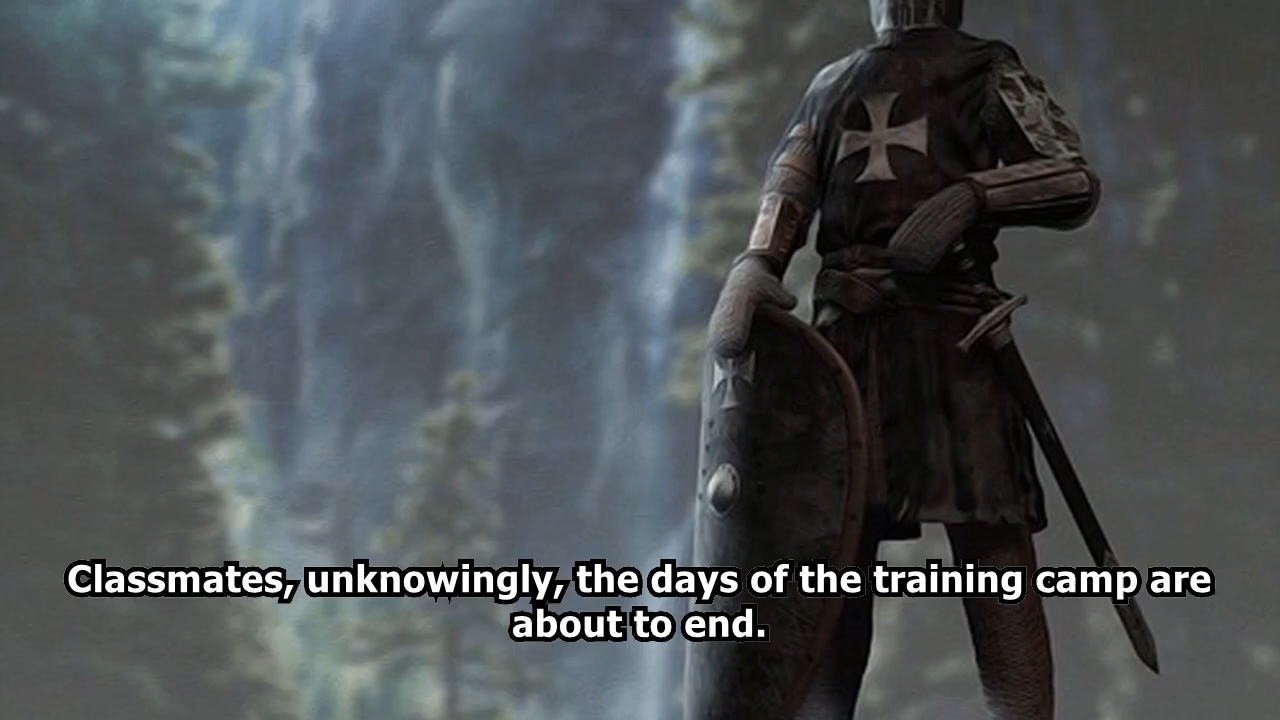 Classmates, unknowingly, the days of the training camp are
about to end.